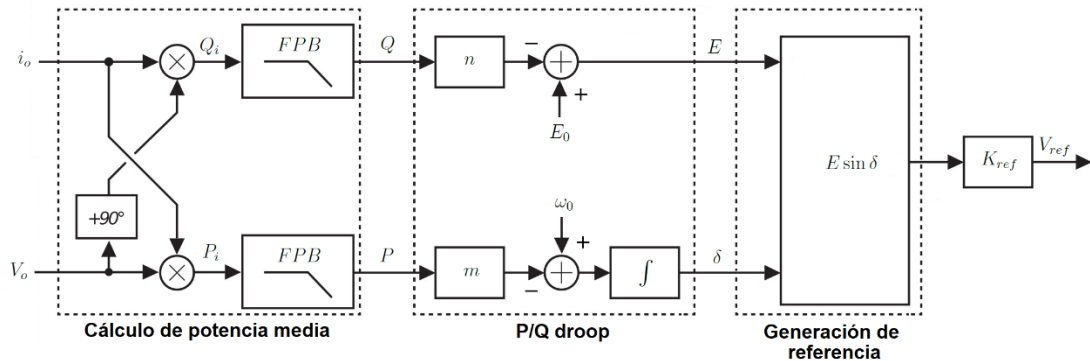 i_o
Q_i
FPB
Q
n
−
E
+
E_0
E sin δ
K_ref
V_ref
+90°
ω_0
V_o
P_i
FPB
P
m
+
−
∫
δ
Cálculo de potencia media
P/Q droop
Generación de
referencia